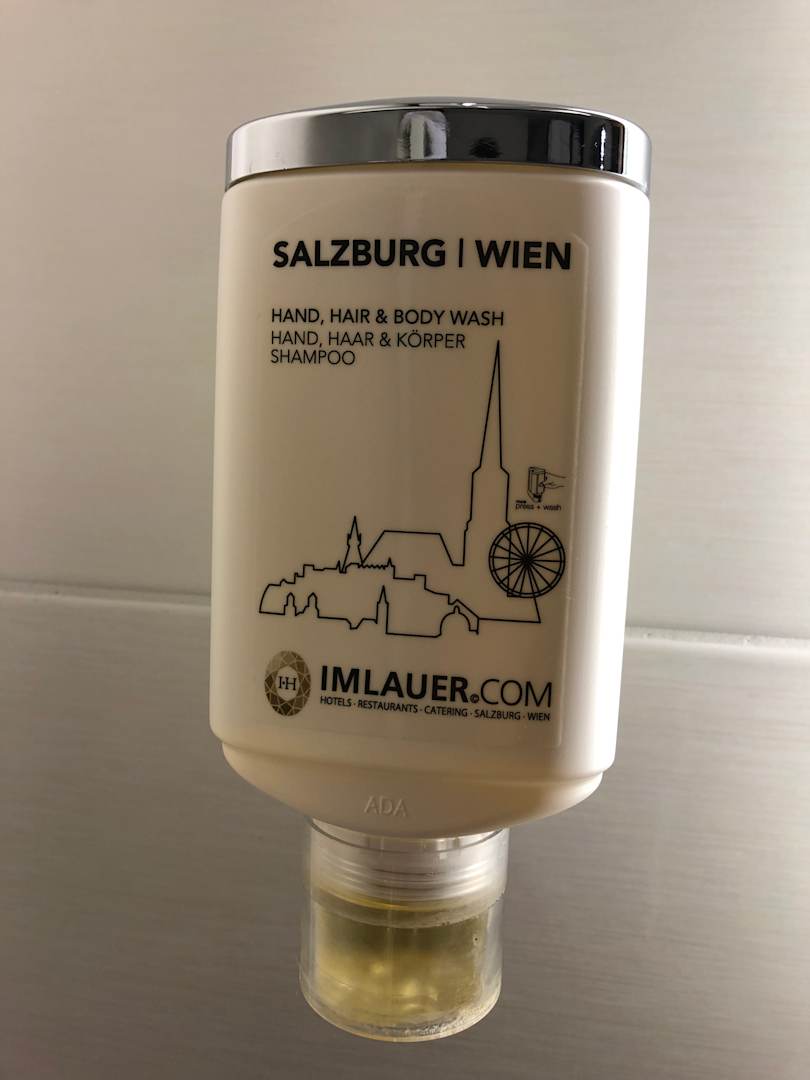 SALZBURG | WIEN
HAND, HAIR & BODY WASH
HAND, HAAR & KÖRPER
SHAMPOO
press + wash
I·H
IMLAUER©.COM
HOTELS · RESTAURANTS · CATERING · SALZBURG · WIEN
ADA